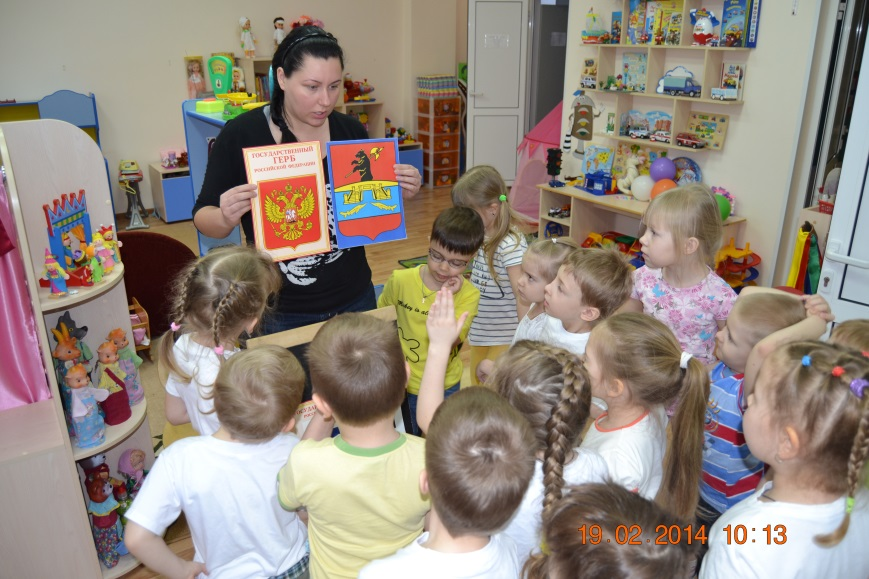 ГОСУДАРСТВЕННЫЙ
ГЕРБ
РОССИЙСКОЙ ФЕДЕРАЦИИ
19.02.2014 10:13